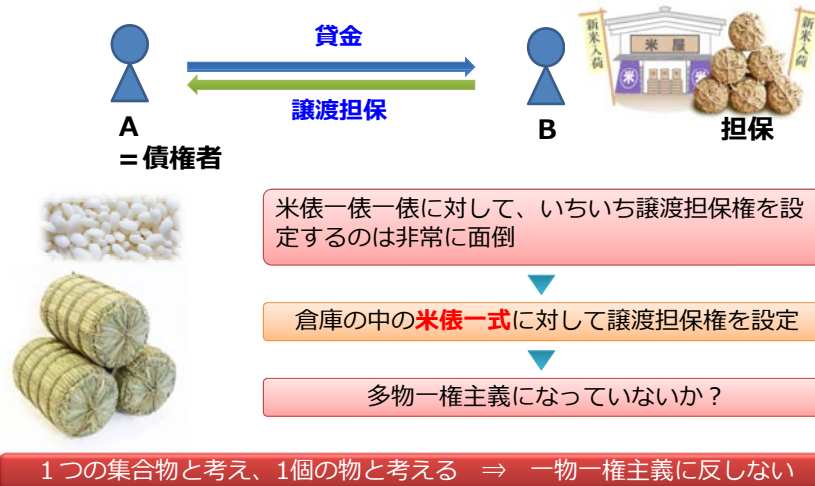 貸金
譲渡担保
新米入荷
米屋
米
米
新米入荷
A
＝債権者
B
担保
米俵一俵一俵に対して、いちいち譲渡担保権を設
定するのは非常に面倒
倉庫の中の米俵一式に対して譲渡担保権を設定
多物一権主義になっていないか？
１つの集合物と考え、1個の物と考える　⇒　一物一権主義に反しない